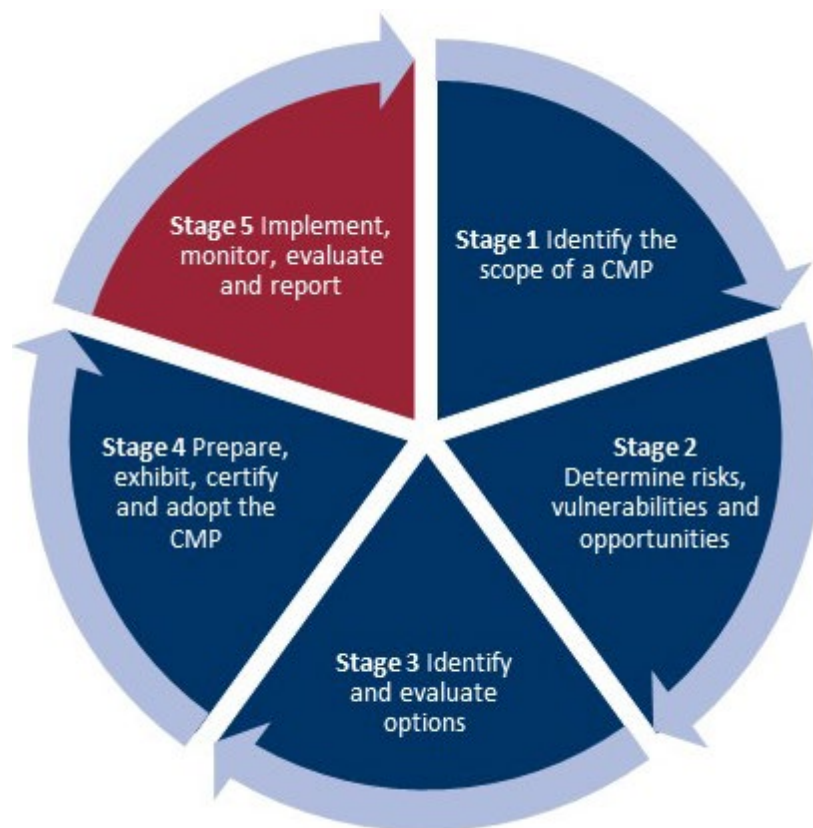 Stage 1 Identify the
scope of a CMP
Stage 2
Determine risks,
vulnerabilities and
opportunities
Stage 3 Identify
and evaluate
options
Stage 4 Prepare,
exhibit, certify
and adopt the
CMP
Stage 5 Implement,
monitor, evaluate
and report